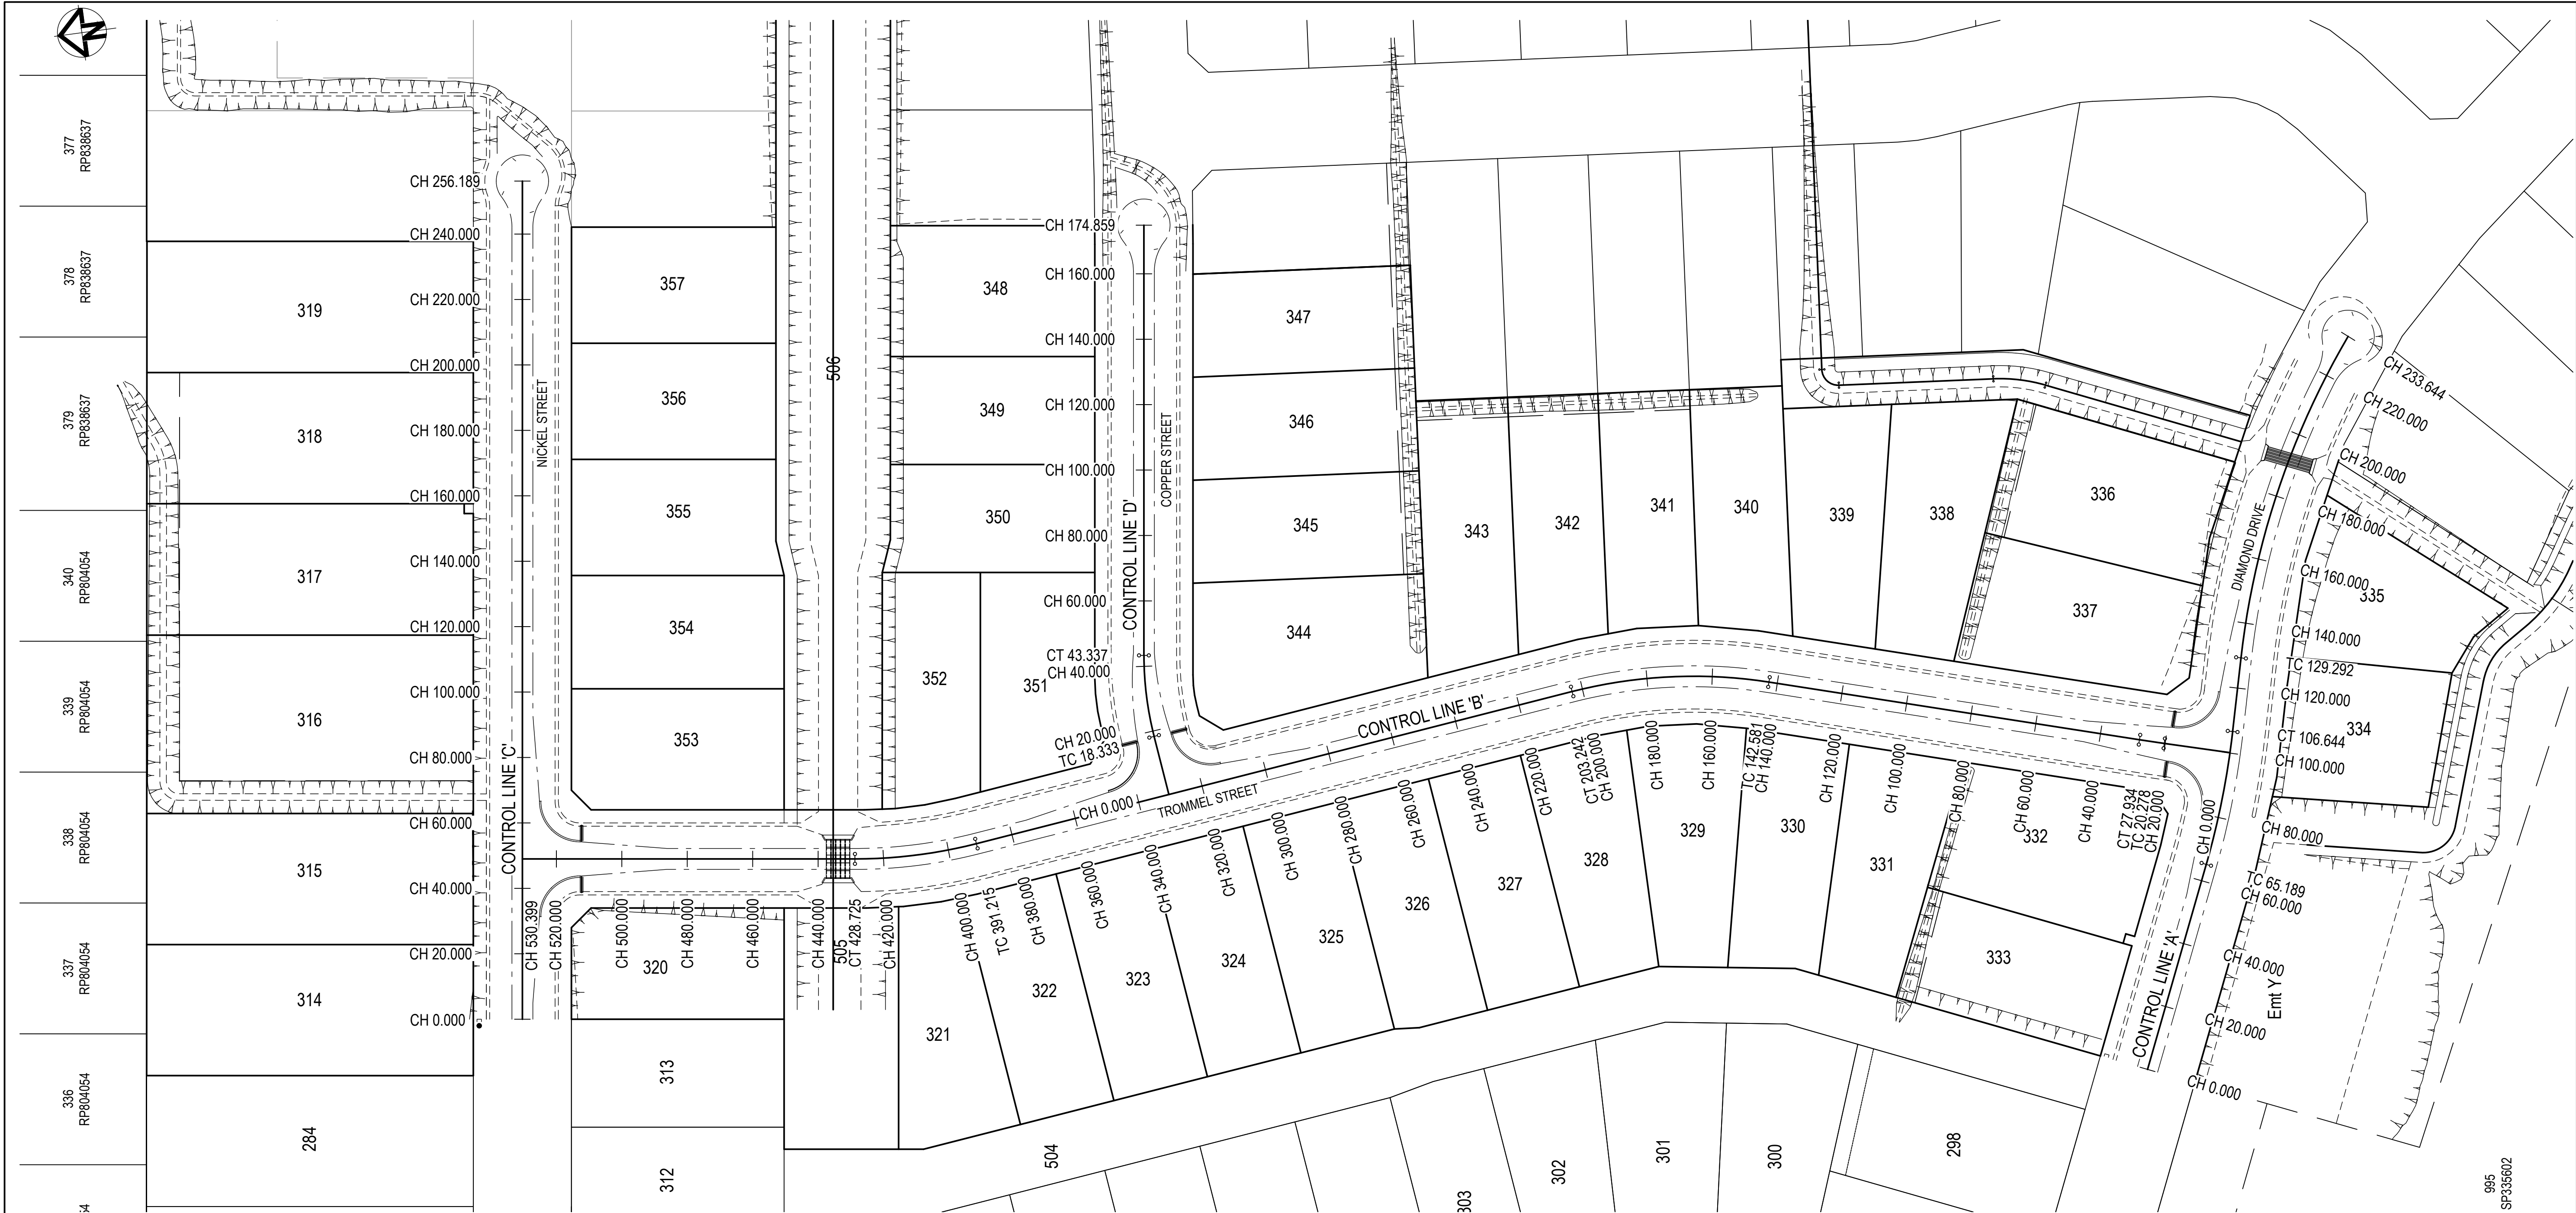 N
377
RP838637
378
RP838637
379
RP838637
340
RP804054
339
RP804054
338
RP804054
337
RP804054
336
RP804054
319
318
317
316
315
314
284
CH 256.189
CH 240.000
CH 220.000
CH 200.000
CH 180.000
CH 160.000
CH 140.000
CH 120.000
CH 100.000
CH 80.000
CH 60.000
CH 40.000
CH 20.000
CH 0.000
NICKEL STREET
CONTROL LINE 'C'
357
356
355
354
353
320
313
312
506
505
504
348
349
350
352
351
CH 174.859
CH 160.000
CH 140.000
CH 120.000
CH 100.000
CH 80.000
CH 60.000
CT 43.337
CH 40.000
CH 20.000
TC 18.333
CH 0.000
CONTROL LINE 'D'
COPPER STREET
347
346
345
344
343
342
341
340
339
338
336
337
CONTROL LINE 'B'
TROMMEL STREET
CH 530.399
CH 520.000
CH 500.000
CH 480.000
CH 460.000
CH 440.000
CT 428.725
CH 420.000
CH 400.000
TC 391.215
CH 380.000
CH 360.000
CH 340.000
CH 320.000
CH 300.000
CH 280.000
CH 260.000
CH 240.000
CH 220.000
CT 203.242
CH 200.000
CH 180.000
CH 160.000
TC 142.581
CH 140.000
CH 120.000
CH 100.000
CH 80.000
CH 60.000
CH 40.000
CT 27.934
TC 20.278
CH 20.000
CH 0.000
321
322
323
324
325
326
327
328
329
330
331
332
333
303
302
301
300
298
DIAMOND DRIVE
CONTROL LINE 'A'
CH 233.644
CH 220.000
CH 200.000
CH 180.000
CH 160.000
335
CH 140.000
TC 129.292
CH 120.000
334
CT 106.644
CH 100.000
CH 80.000
TC 65.189
CH 60.000
CH 40.000
Emt Y
CH 20.000
CH 0.000
995
SP335602